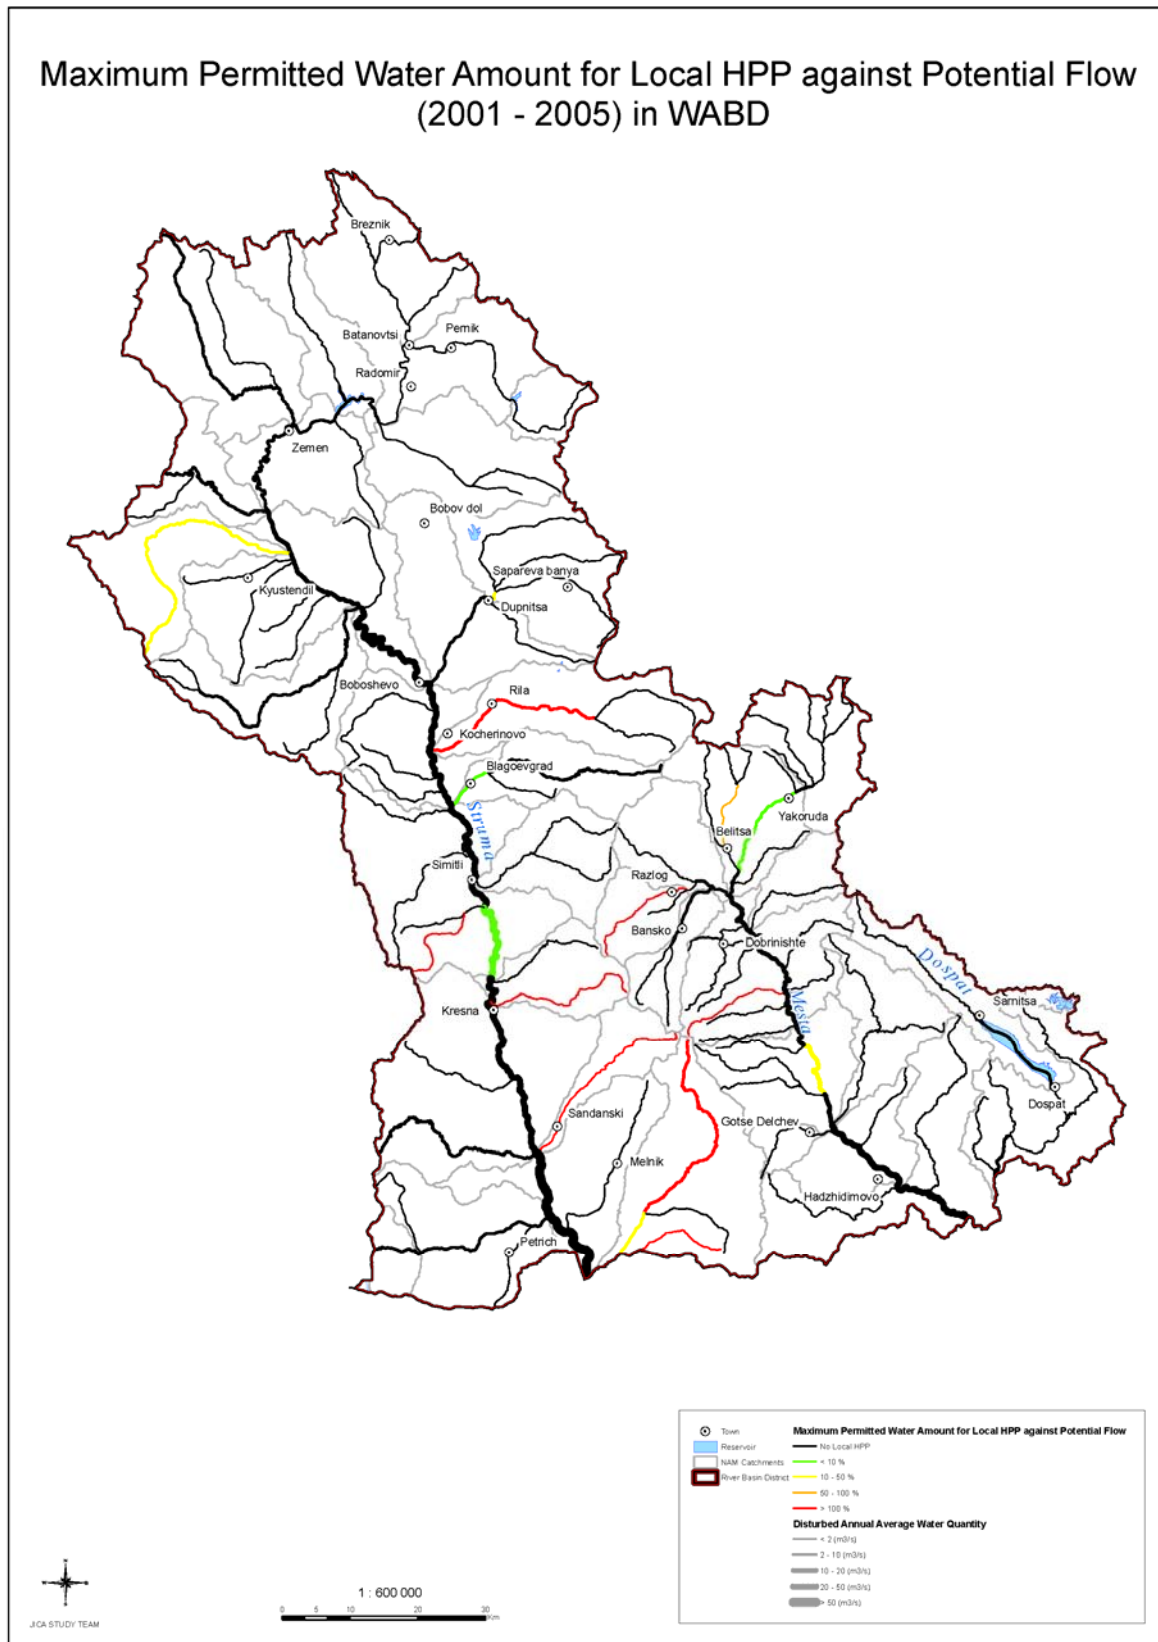 Maximum Permitted Water Amount for Local HPP against Potential Flow
(2001 - 2005) in WABD
Breznik
Batanovtsi
Pernik
Radomir
Zemen
Bobov dol
Sapareva banya
Kyustendil
Dupnitsa
Boboshevo
Rila
Kocherinovo
Blagoevgrad
Struma
Yakoruda
Belitsa
Simitli
Razlog
Bansko
Dobrinishte
Dospat
Sarnitsa
Mesta
Kresna
Dospat
Sandanski
Gotse Delchev
Melnik
Hadzhidimovo
Petrich
Town
Reservoir
NAM Catchments
River Basin District
Maximum Permitted Water Amount for Local HPP against Potential Flow
No Local HPP
< 10 %
10 - 50 %
50 - 100 %
> 100 %
Disturbed Annual Average Water Quantity
< 2 (m3/s)
2 - 10 (m3/s)
10 - 20 (m3/s)
20 - 50 (m3/s)
> 50 (m3/s)
N
W E
S
JICA STUDY TEAM
1 : 600 000
0 5 10 20 30
Km